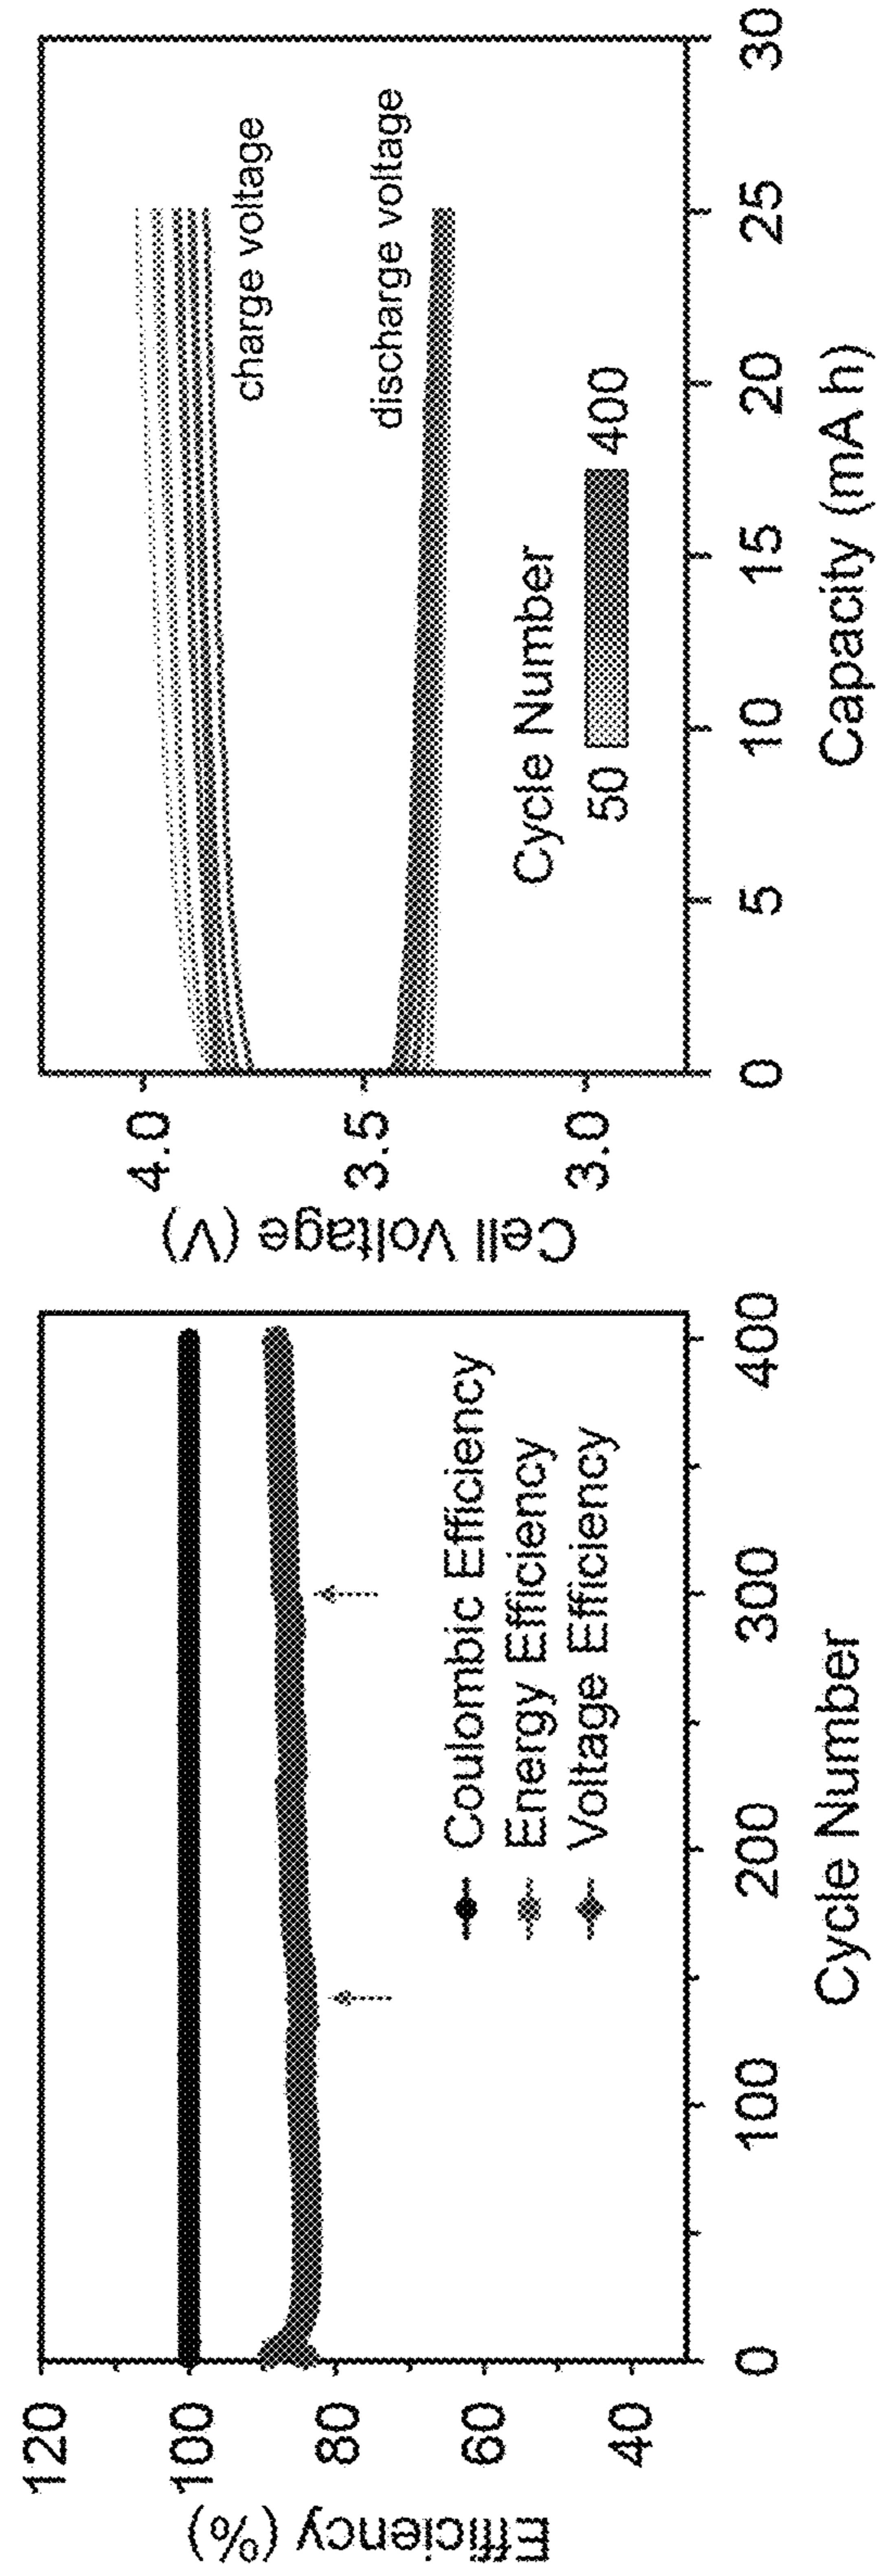 Efficiency (%)
120
100
80
60
40
0
100
200
300
400
Cycle Number
Coulombic Efficiency
Energy Efficiency
Voltage Efficiency
Cell Voltage (V)
4.0
3.5
3.0
0
5
10
15
20
25
30
Capacity (mA h)
charge voltage
discharge voltage
Cycle Number
50
400